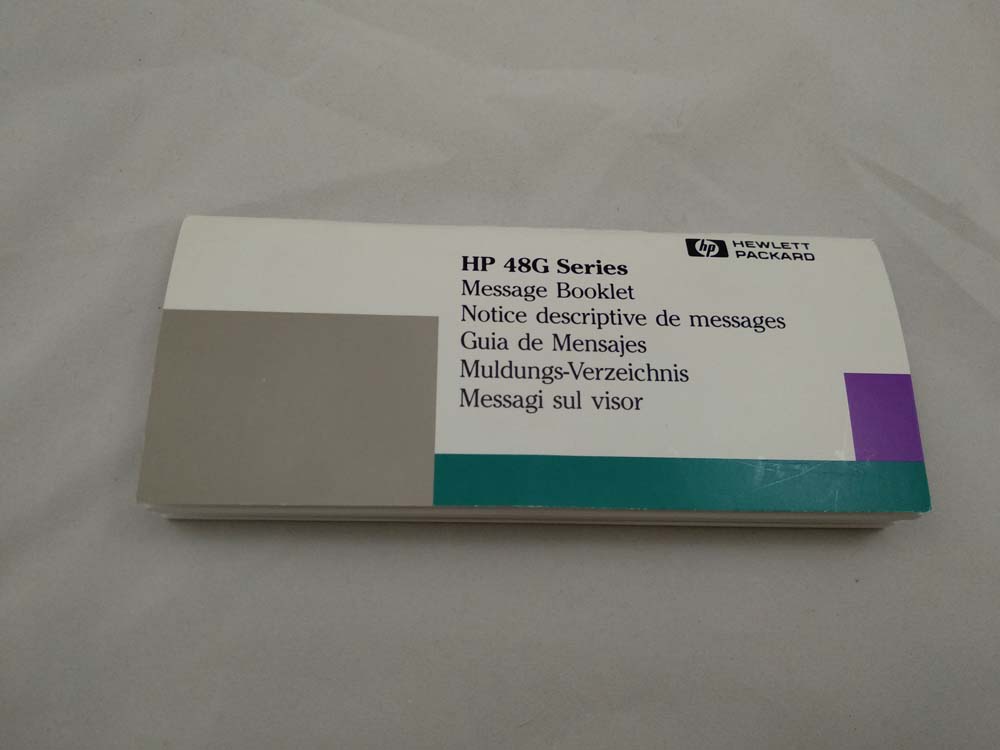 hp HEWLETT
PACKARD
HP 48G Series
Message Booklet
Notice descriptive de messages
Guia de Mensajes
Muldungs-Verzeichnis
Messagi sul visor